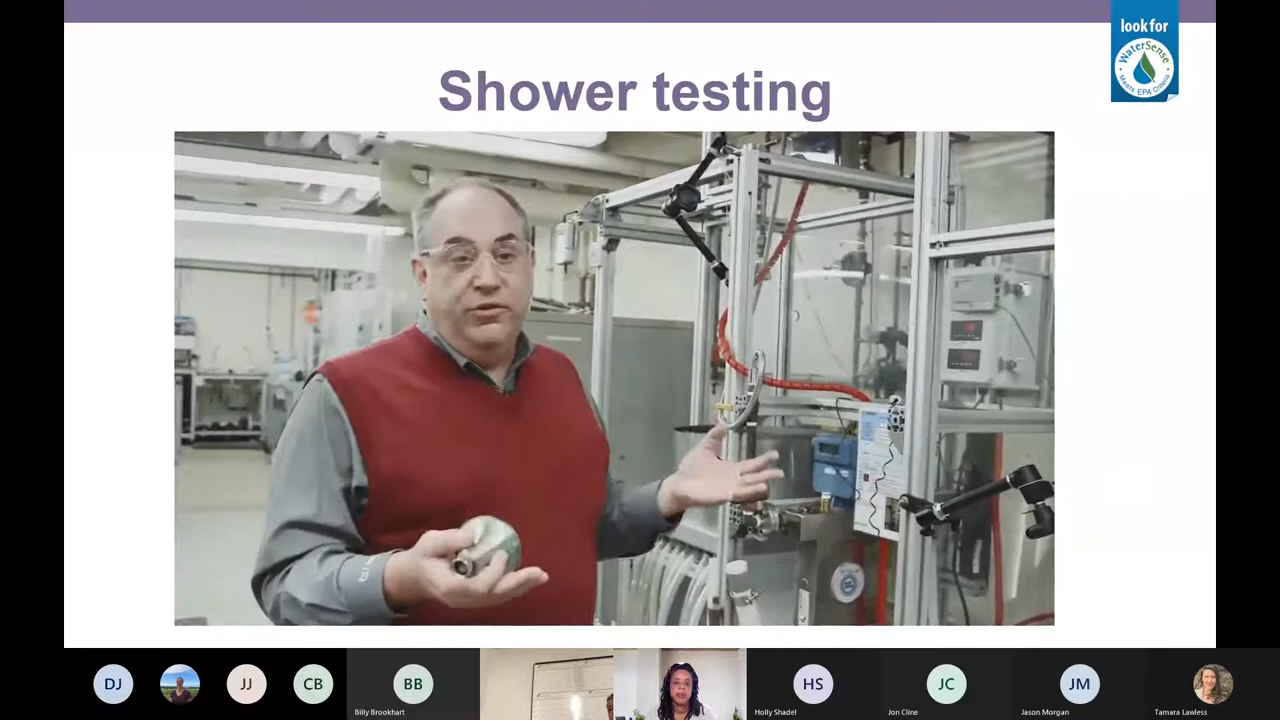 look for
WaterSense
Meets EPA Criteria
Shower testing
DJ
JJ
CB
BB
HS
JC
JM
Billy Brookhart
Holly Shadel
Jon Cline
Jason Morgan
Tamara Lawless